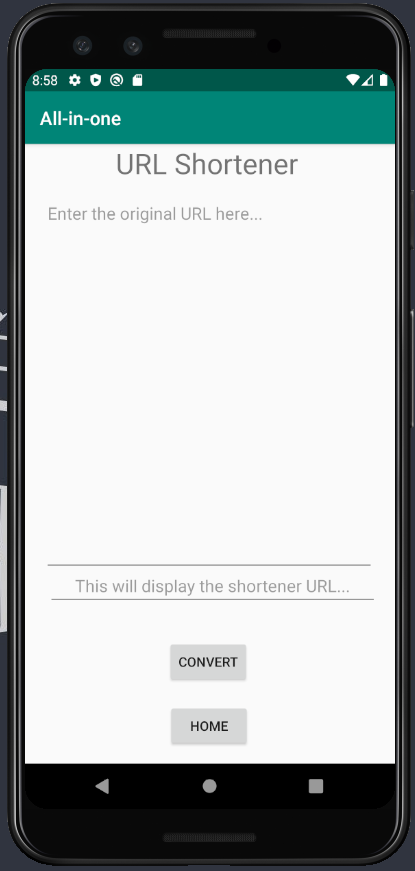 8:58
All-in-one
URL Shortener
Enter the original URL here...
This will display the shortener URL...
CONVERT
HOME